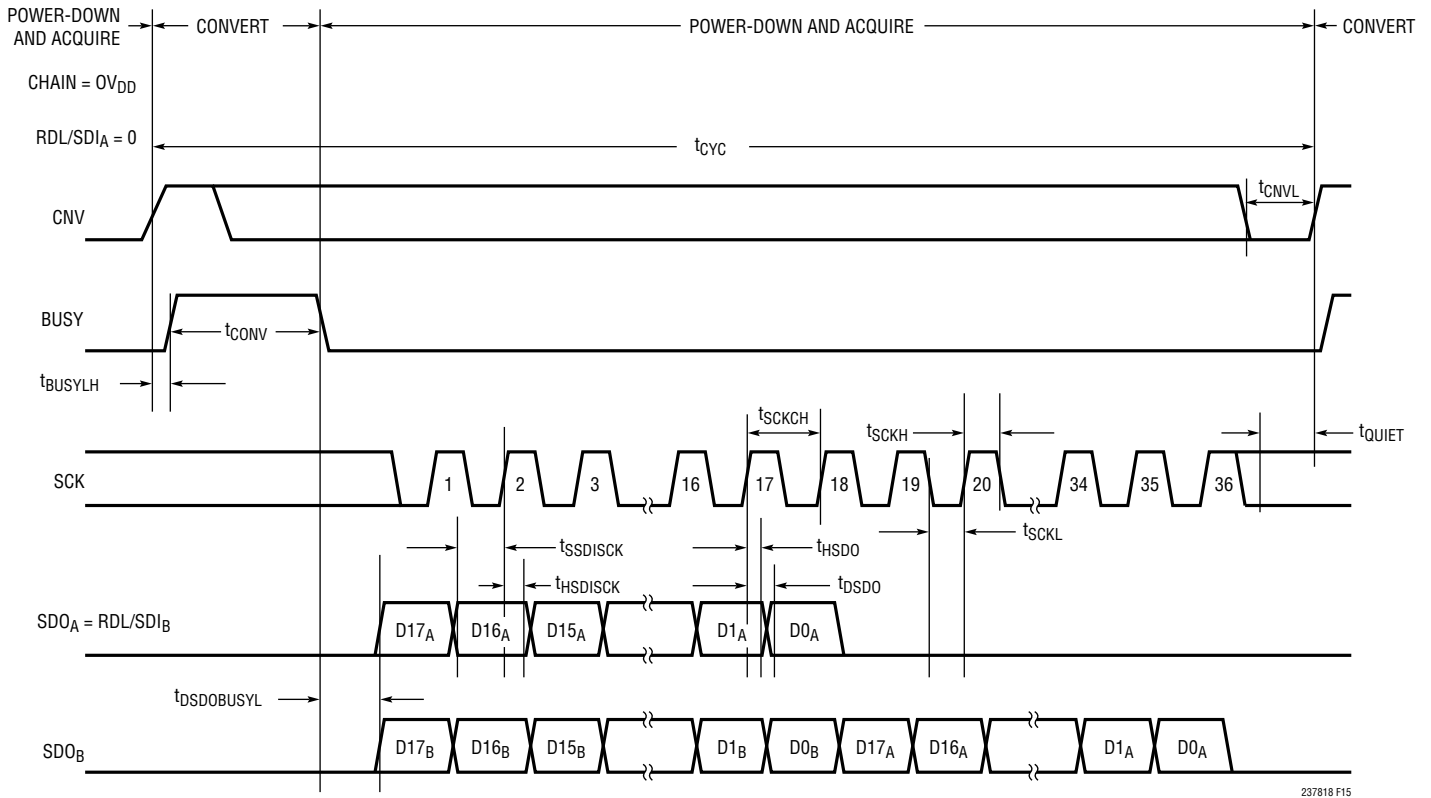 POWER-DOWN
AND ACQUIRE
CONVERT
POWER-DOWN AND ACQUIRE
CONVERT
CHAIN = OVDD
RDL/SDIA = 0
tCYC
CNV
tCNVL
BUSY
tCONV
tBUSYLH
tSCKCH
tSCKH
tQUIET
SCK
1 2 3 16 17 18 19 20 34 35 36
tSSDISCK
tHSDO
tSCKL
tHSDISCK
tDSDO
SDOA = RDL/SDIB
D17A D16A D15A D1A D0A
tDSDOBUSYL
SDOB
D17B D16B D15B D1B D0B D17A D16A D1A D0A
237818 F15